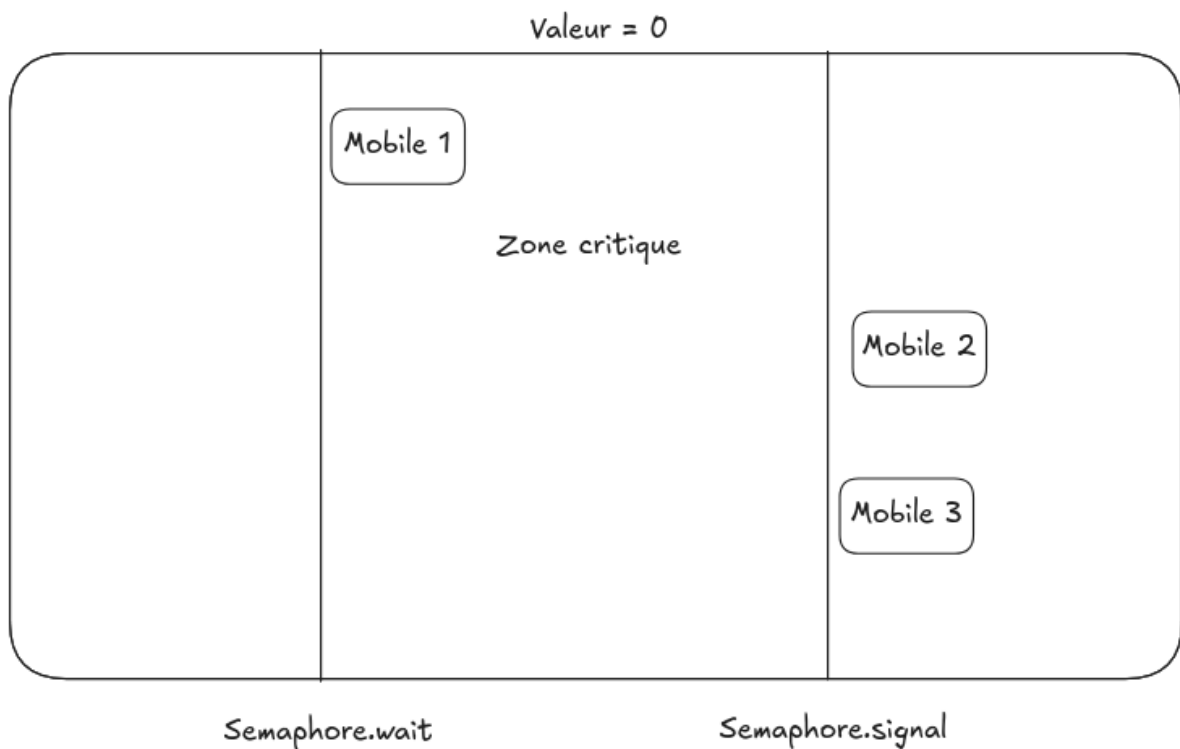 Valeur = 0
Mobile 1
Zone critique
Mobile 2
Mobile 3
Semaphore.wait
Semaphore.signal